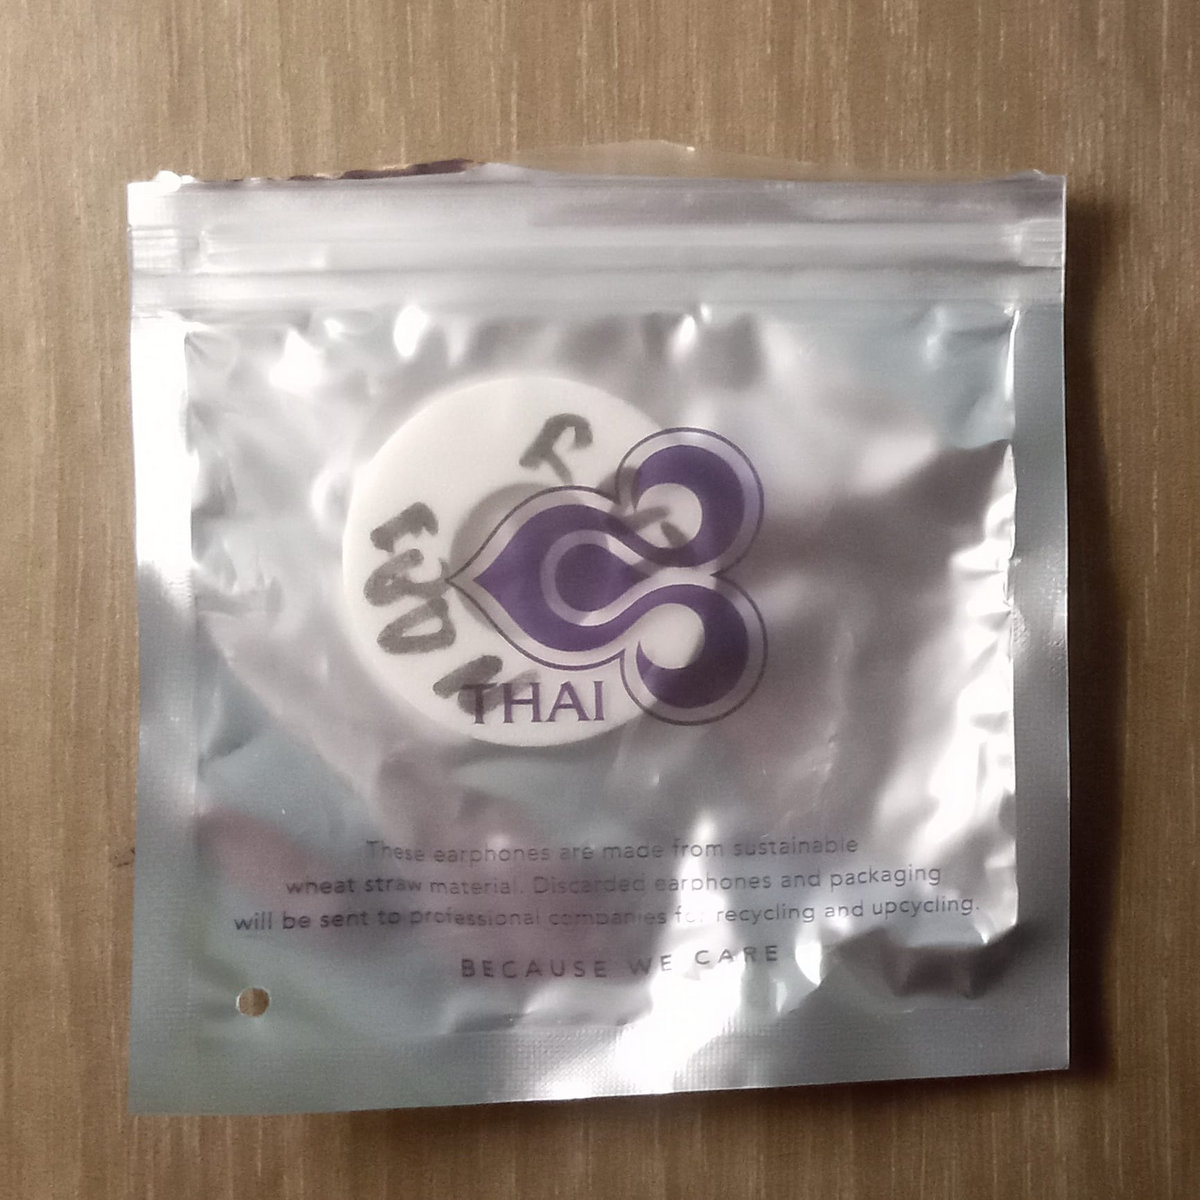 THAI
These earphones are made from sustainable
wheat straw material. Discarded earphones and packaging
will be sent to professional companies for recycling and upcycling.
BECAUSE WE CARE